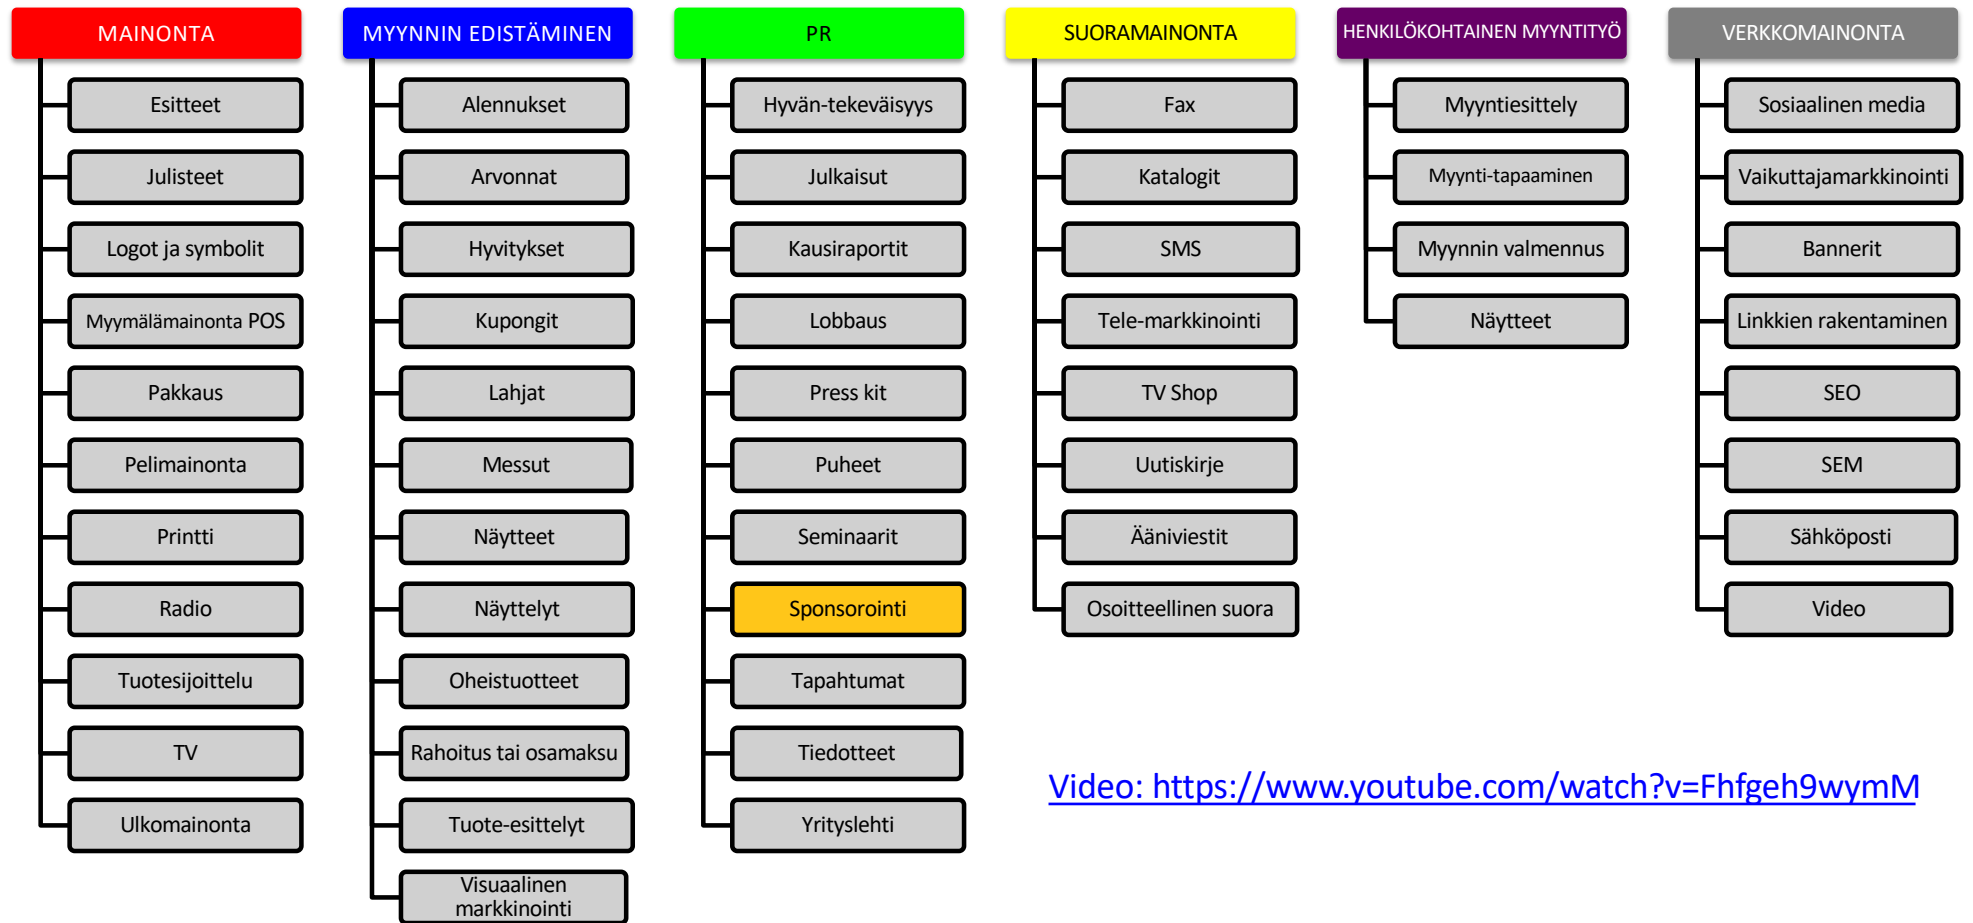 MAINONTA
Esitteet
Julisteet
Logot ja symbolit
Myymälämainonta POS
Pakkaus
Pelimainonta
Printti
Radio
Tuotesijoittelu
TV
Ulkomainonta
MYYNNIN EDISTÄMINEN
Alennukset
Arvonnat
Hyvitykset
Kupongit
Lahjat
Messut
Näytteet
Näyttelyt
Oheistuotteet
Rahoitus tai osamaksu
Tuote-esittelyt
Visuaalinen
markkinointi
PR
Hyvän-tekeväisyys
Julkaisut
Kausiraportit
Lobbaus
Press kit
Puheet
Seminaarit
Sponsorointi
Tapahtumat
Tiedotteet
Yrityslehti
SUORAMAINONTA
Fax
Katalogit
SMS
Tele-markkinointi
TV Shop
Uutiskirje
Ääniviestit
Osoitteellinen suora
HENKILÖKOHTAINEN MYYNTITYÖ
Myyntiesittely
Myynti-tapaaminen
Myynnin valmennus
Näytteet
VERKKOMAINONTA
Sosiaalinen media
Vaikuttajamarkkinointi
Bannerit
Linkkien rakentaminen
SEO
SEM
Sähköposti
Video
Video: https://www.youtube.com/watch?v=Fhfgeh9wymM